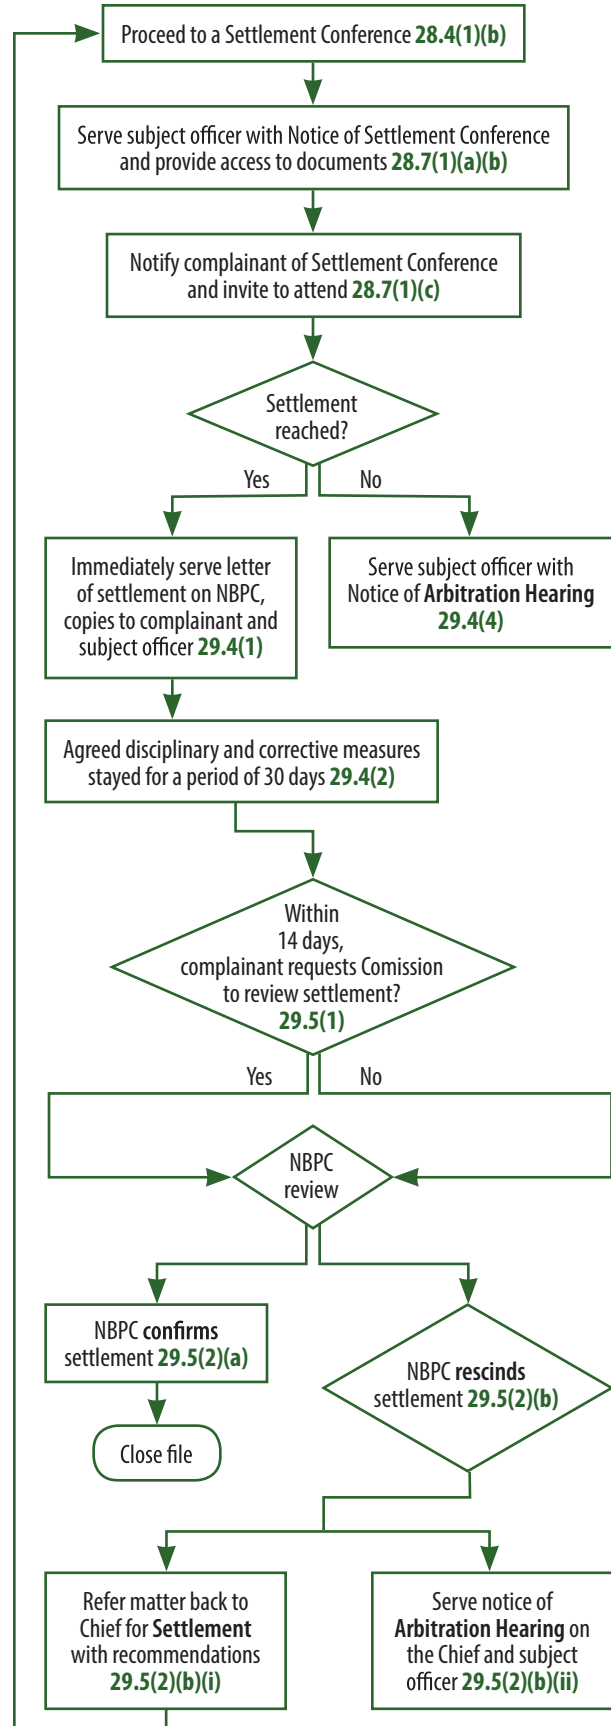 Proceed to a Settlement Conference 28.4(1)(b)
Serve subject officer with Notice of Settlement Conference
and provide access to documents 28.7(1)(a)(b)
Notify complainant of Settlement Conference
and invite to attend 28.7(1)(c)
Settlement
reached?
Yes
No
Immediately serve letter
of settlement on NBPC,
copies to complainant and
subject officer 29.4(1)
Serve subject officer with
Notice of Arbitration Hearing
29.4(4)
Agreed disciplinary and corrective measures
stayed for a period of 30 days 29.4(2)
Within
14 days,
complainant requests Comission
to review settlement?
29.5(1)
Yes
No
NBPC
review
NBPC confirms
settlement 29.5(2)(a)
NBPC rescinds
settlement 29.5(2)(b)
Close file
Refer matter back to
Chief for Settlement
with recommendations
29.5(2)(b)(i)
Serve notice of
Arbitration Hearing on
the Chief and subject
officer 29.5(2)(b)(ii)